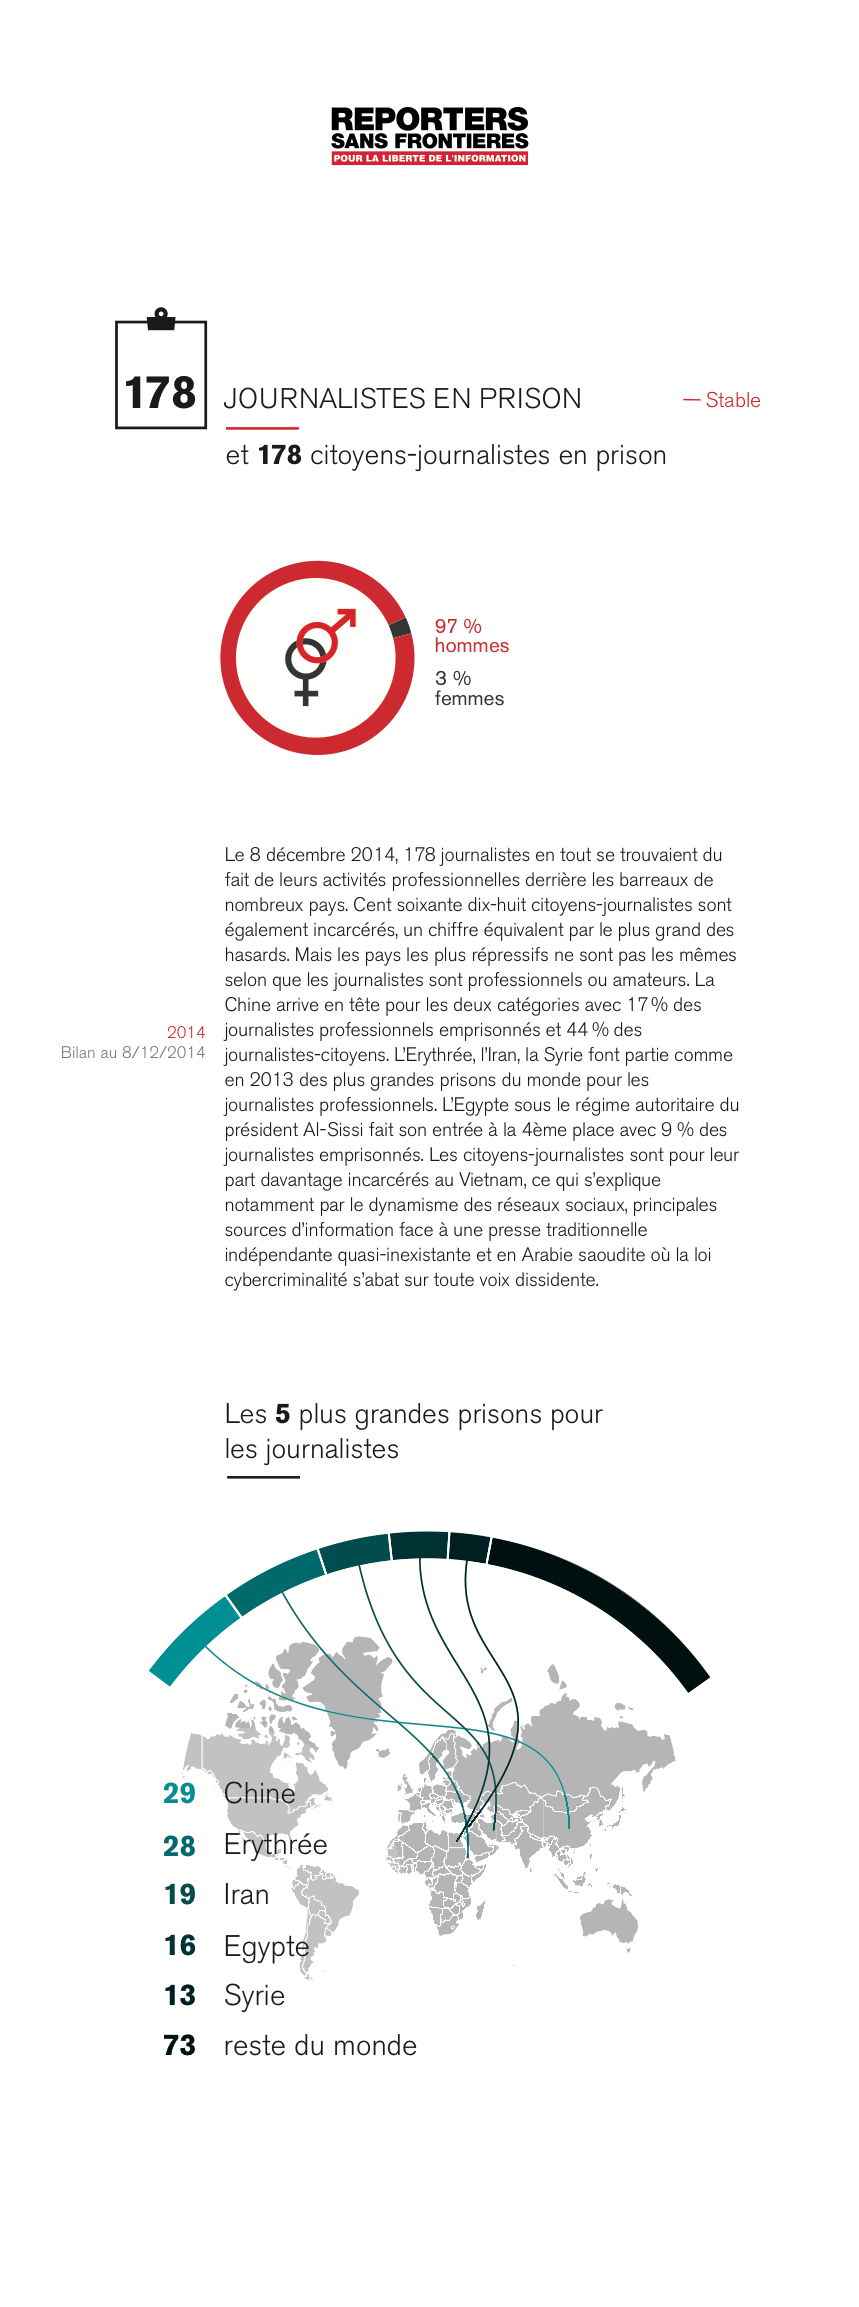 REPORTERS
SANS FRONTIERES
POUR LA LIBERTE DE L'INFORMATION
178 JOURNALISTES EN PRISON — Stable
et 178 citoyens-journalistes en prison
97 %
hommes
3 %
femmes
Le 8 décembre 2014, 178 journalistes en tout se trouvaient du
fait de leurs activités professionnelles derrière les barreaux de
nombreux pays. Cent soixante dix-huit citoyens-journalistes sont
également incarcérés, un chiffre équivalent par le plus grand des
hasards. Mais les pays les plus répressifs ne sont pas les mêmes
selon que les journalistes sont professionnels ou amateurs. La
Chine arrive en tête pour les deux catégories avec 17 % des
journalistes professionnels emprisonnés et 44 % des
journalistes-citoyens. L’Erythrée, l’Iran, la Syrie font partie comme
en 2013 des plus grandes prisons du monde pour les
journalistes professionnels. L’Egypte sous le régime autoritaire du
président Al-Sissi fait son entrée à la 4ème place avec 9 % des
journalistes emprisonnés. Les citoyens-journalistes sont pour leur
part davantage incarcérés au Vietnam, ce qui s’explique
notamment par le dynamisme des réseaux sociaux, principales
sources d’information face à une presse traditionnelle
indépendante quasi-inexistante et en Arabie saoudite où la loi
cybercriminalité s’abat sur toute voix dissidente.
2014
Bilan au 8/12/2014
Les 5 plus grandes prisons pour
les journalistes
29 Chine
28 Erythrée
19 Iran
16 Egypte
13 Syrie
73 reste du monde